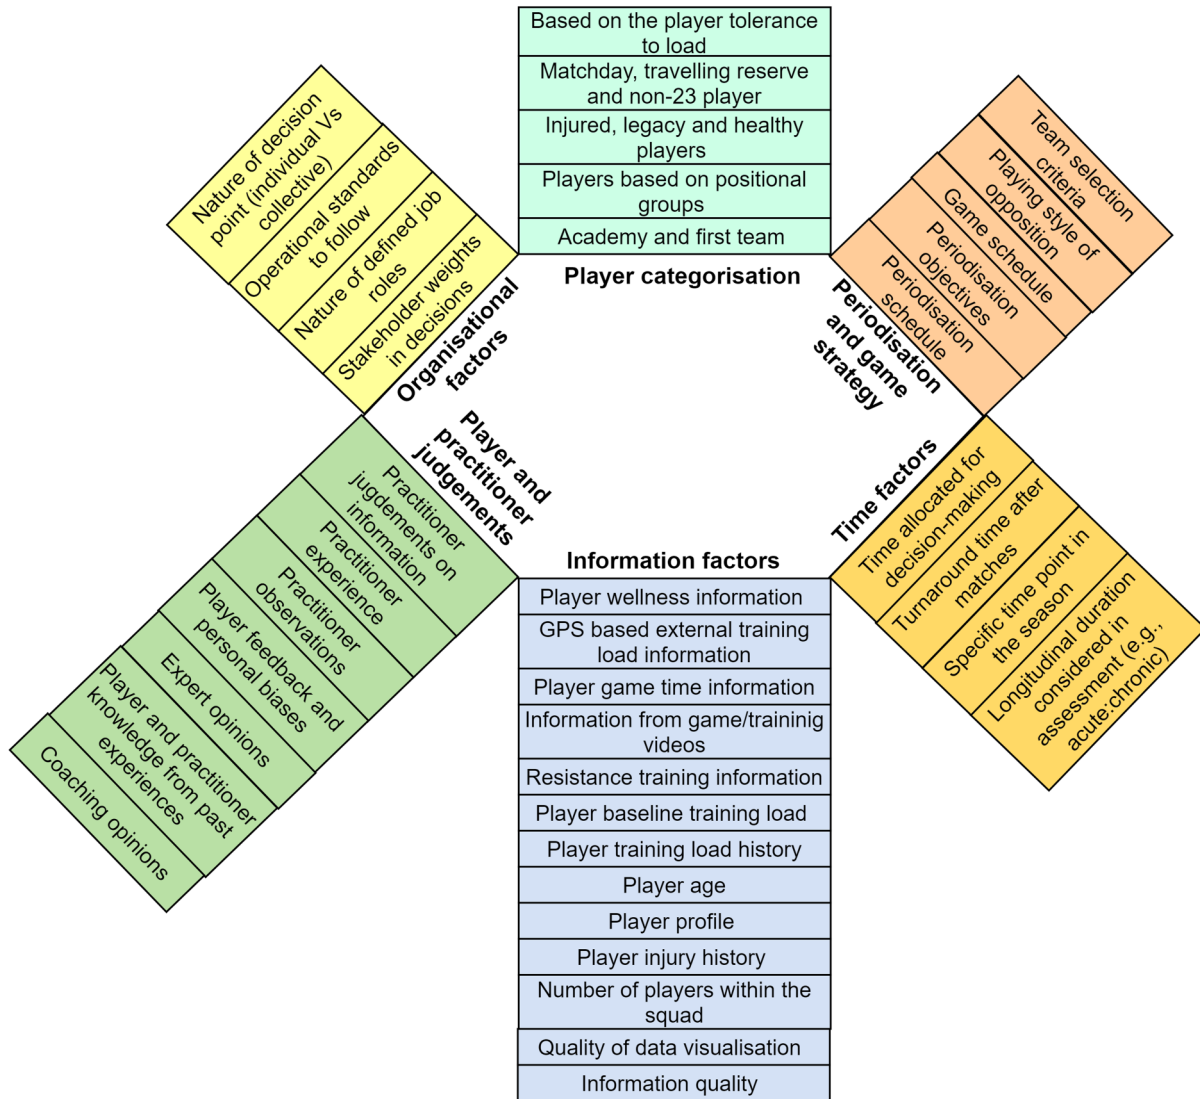 Based on the player tolerance
to load
Matchday, travelling reserve
and non-23 player
Injured, legacy and healthy
players
Players based on positional
groups
Academy and first team
Player categorisation
Nature of decision
point (individual Vs
collective)
Operational standards
to follow
Nature of defined job
roles
Stakeholder weights
in decisions
Organisational
factors
Team selection
criteria
Playing style of
opposition
Game schedule
Periodisation
objectives
Periodisation
schedule
Periodisation
and game
strategy
Player and
practitioner
judgements
Practitioner
jugdements on
information
Practitioner
experience
Practitioner
observations
Player feedback and
personal biases
Expert opinions
Player and practitioner
knowledge from past
experiences
Coaching opinions
Time factors
Time allocated for
decision-making
Turnaround time after
matches
Specific time point in
the season
Longitudinal duration
considered in
assessment (e.g.,
acute:chronic)
Information factors
Player wellness information
GPS based external training
load information
Player game time information
Information from game/traininig
videos
Resistance training information
Player baseline training load
Player training load history
Player age
Player profile
Player injury history
Number of players within the
squad
Quality of data visualisation
Information quality